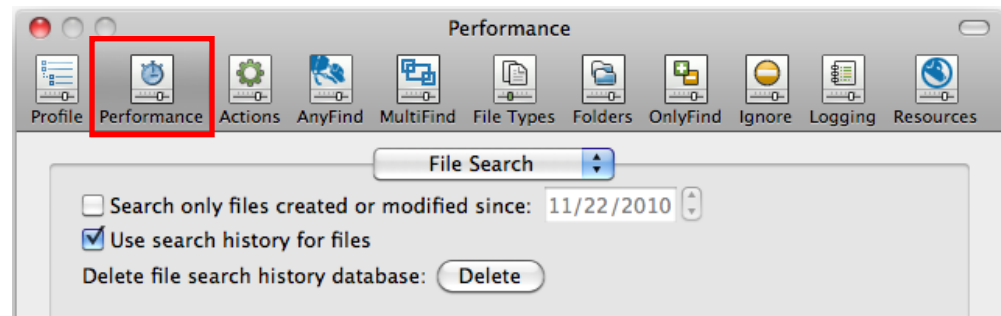 Performance
Profile Performance Actions AnyFind MultiFind File Types Folders OnlyFind Ignore Logging Resources
File Search
Search only files created or modified since: 11/22/2010
Use search history for files
Delete file search history database: Delete